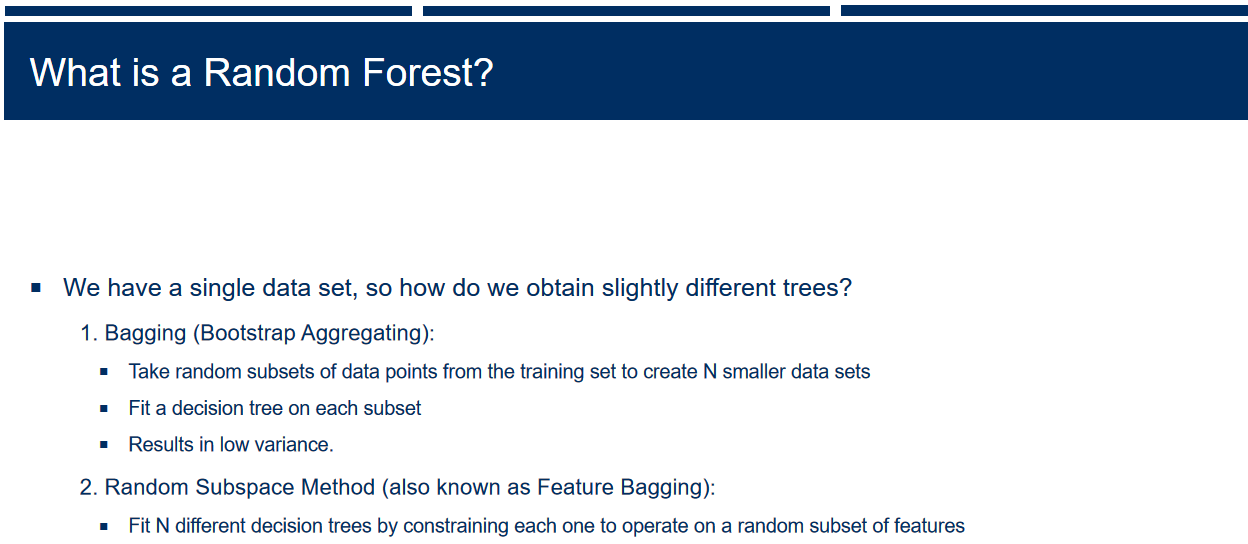 What is a Random Forest?
▪ We have a single data set, so how do we obtain slightly different trees?
1. Bagging (Bootstrap Aggregating):
▪ Take random subsets of data points from the training set to create N smaller data sets
▪ Fit a decision tree on each subset
▪ Results in low variance.
2. Random Subspace Method (also known as Feature Bagging):
▪ Fit N different decision trees by constraining each one to operate on a random subset of features